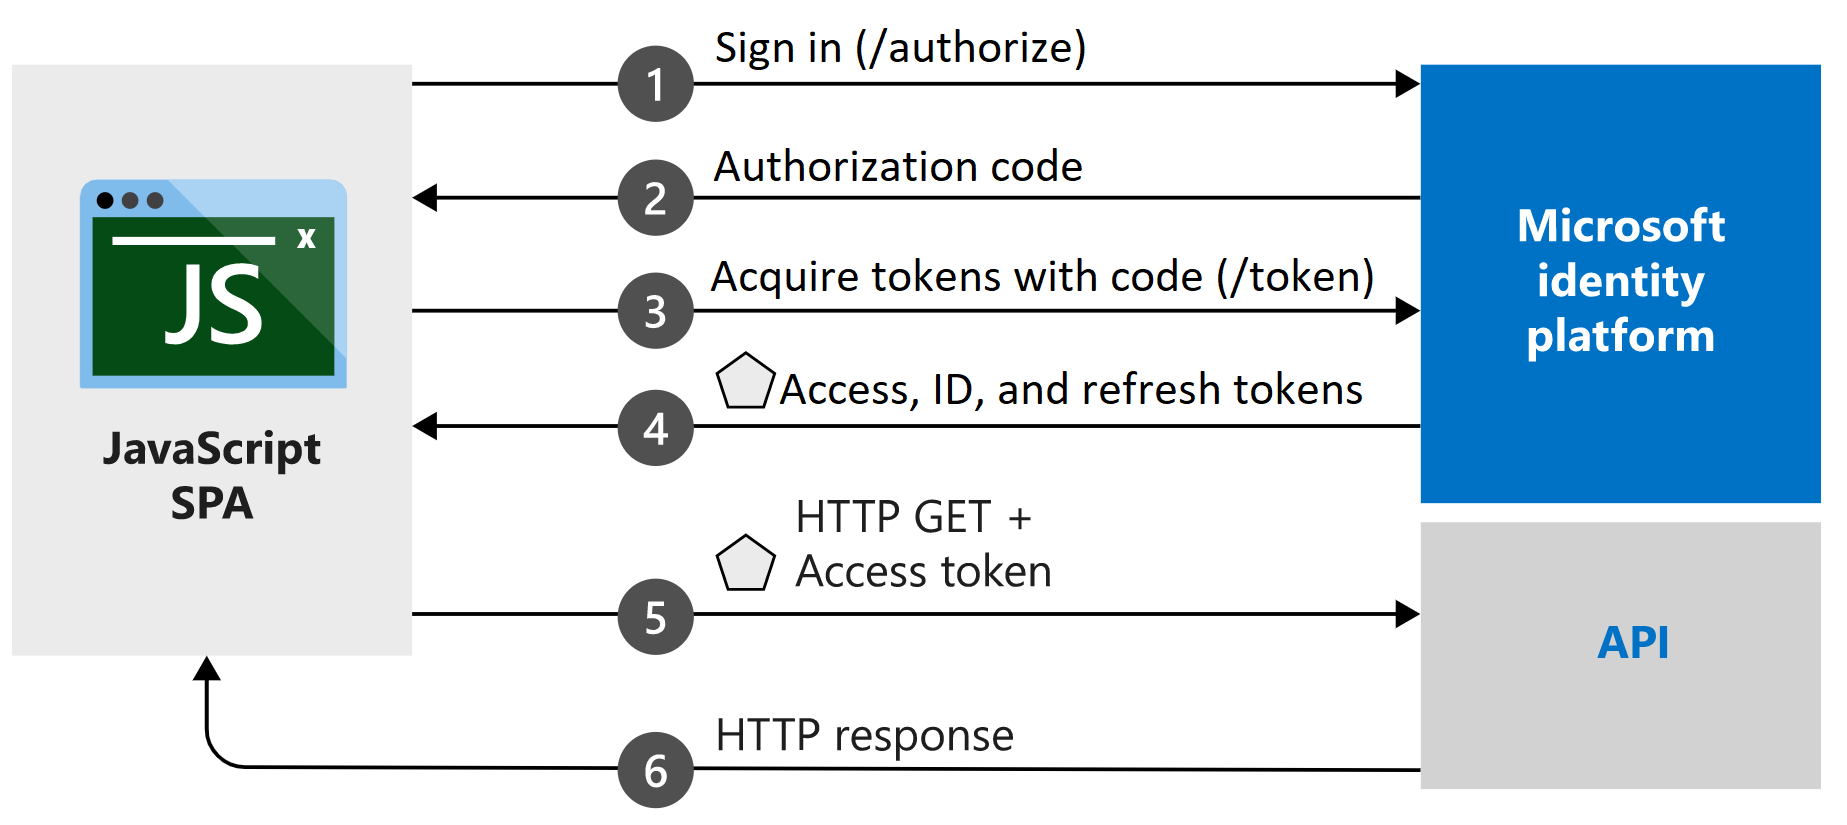 Sign in (/authorize)
1
Authorization code
2
Acquire tokens with code (/token)
3
Access, ID, and refresh tokens
4
HTTP GET +
Access token
5
HTTP response
6
X
JS
JavaScript
SPA
Microsoft
identity
platform
API